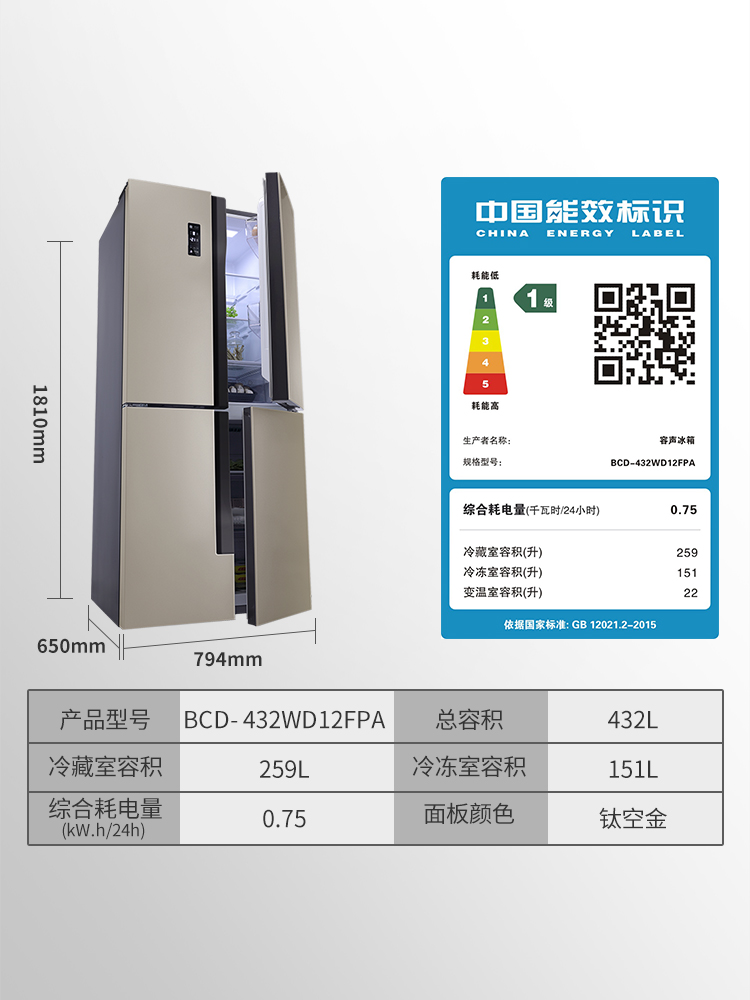 1810mm
650mm
794mm
中国能效标识
CHINA ENERGY LABEL
耗能低
1
2
3
4
5
1级
耗能高
生产者名称: 容声冰箱
规格型号: BCD-432WD12FPA
综合耗电量(千瓦时/24小时) 0.75
冷藏室容积(升) 259
冷冻室容积(升) 151
变温室容积(升) 22
依据国家标准: GB 12021.2-2015
产品型号 BCD- 432WD12FPA 总容积 432L
冷藏室容积 259L 冷冻室容积 151L
综合耗电量 0.75 面板颜色 钛空金
(kW.h/24h)